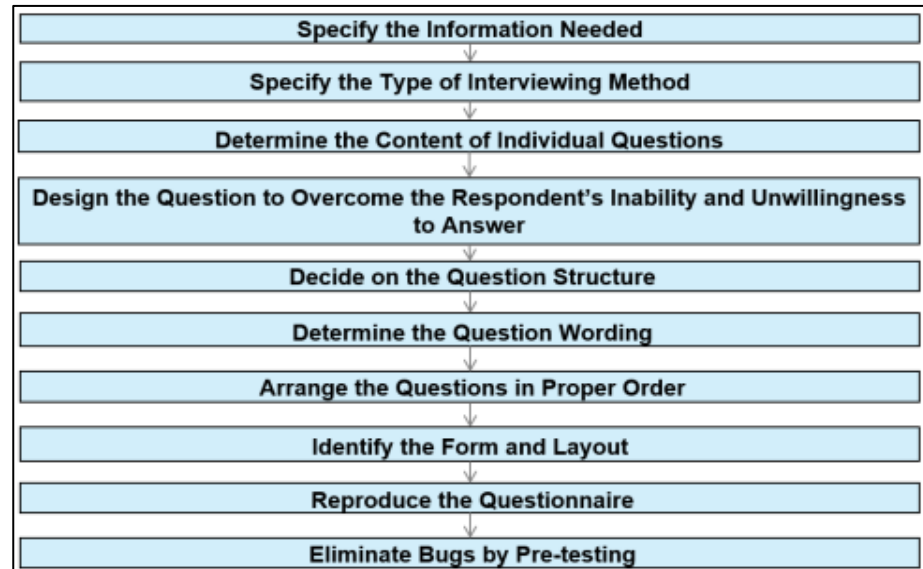 Specify the Information Needed
Specify the Type of Interviewing Method
Determine the Content of Individual Questions
Design the Question to Overcome the Respondent's Inability and Unwillingness
to Answer
Decide on the Question Structure
Determine the Question Wording
Arrange the Questions in Proper Order
Identify the Form and Layout
Reproduce the Questionnaire
Eliminate Bugs by Pre-testing